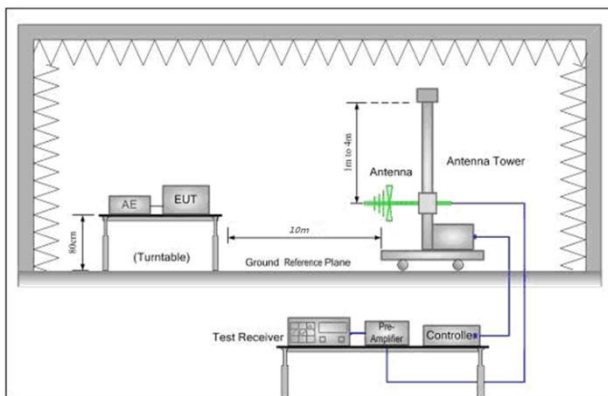 1m to 4m
Antenna
Antenna Tower
AE
EUT
80cm
(Turntable)
10m
Ground Reference Plane
Test Receiver
Pre-
Amplifier
Controller